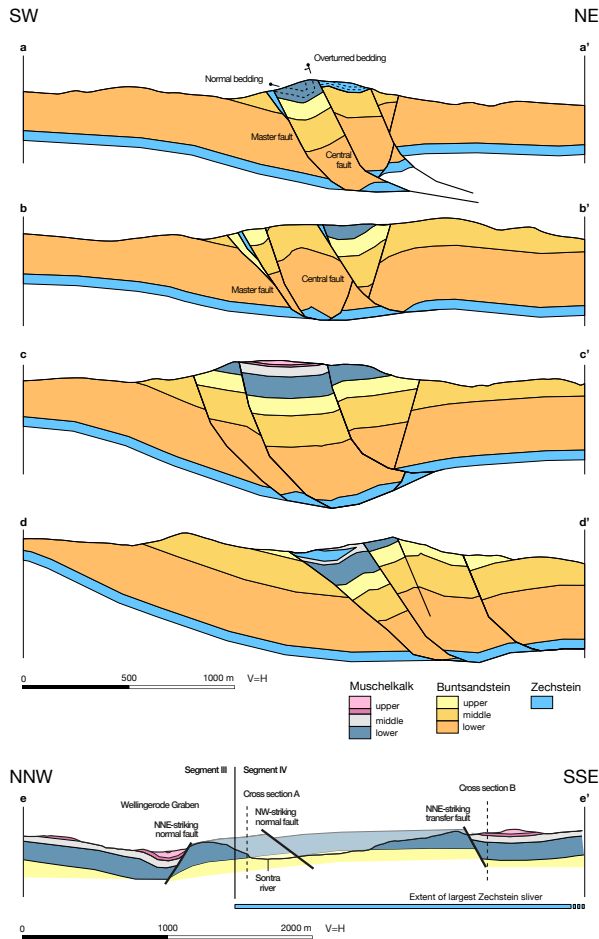 SW NE
a a'
Overturned bedding
Normal bedding
Master fault
Central
fault
b b'
Master fault
Central fault
c c'
d d'
0 500 1000 m V=H
Muschelkalk Buntsandstein Zechstein
upper upper
middle middle
lower lower
NNW SSE
Segment III Segment IV
e e'
Cross section A
Cross section B
Wellingerode Graben
NNE-striking
normal fault
NW-striking
normal fault
NNE-striking
transfer fault
Sontra
river
Extent of largest Zechstein sliver
0 1000 2000 m V=H